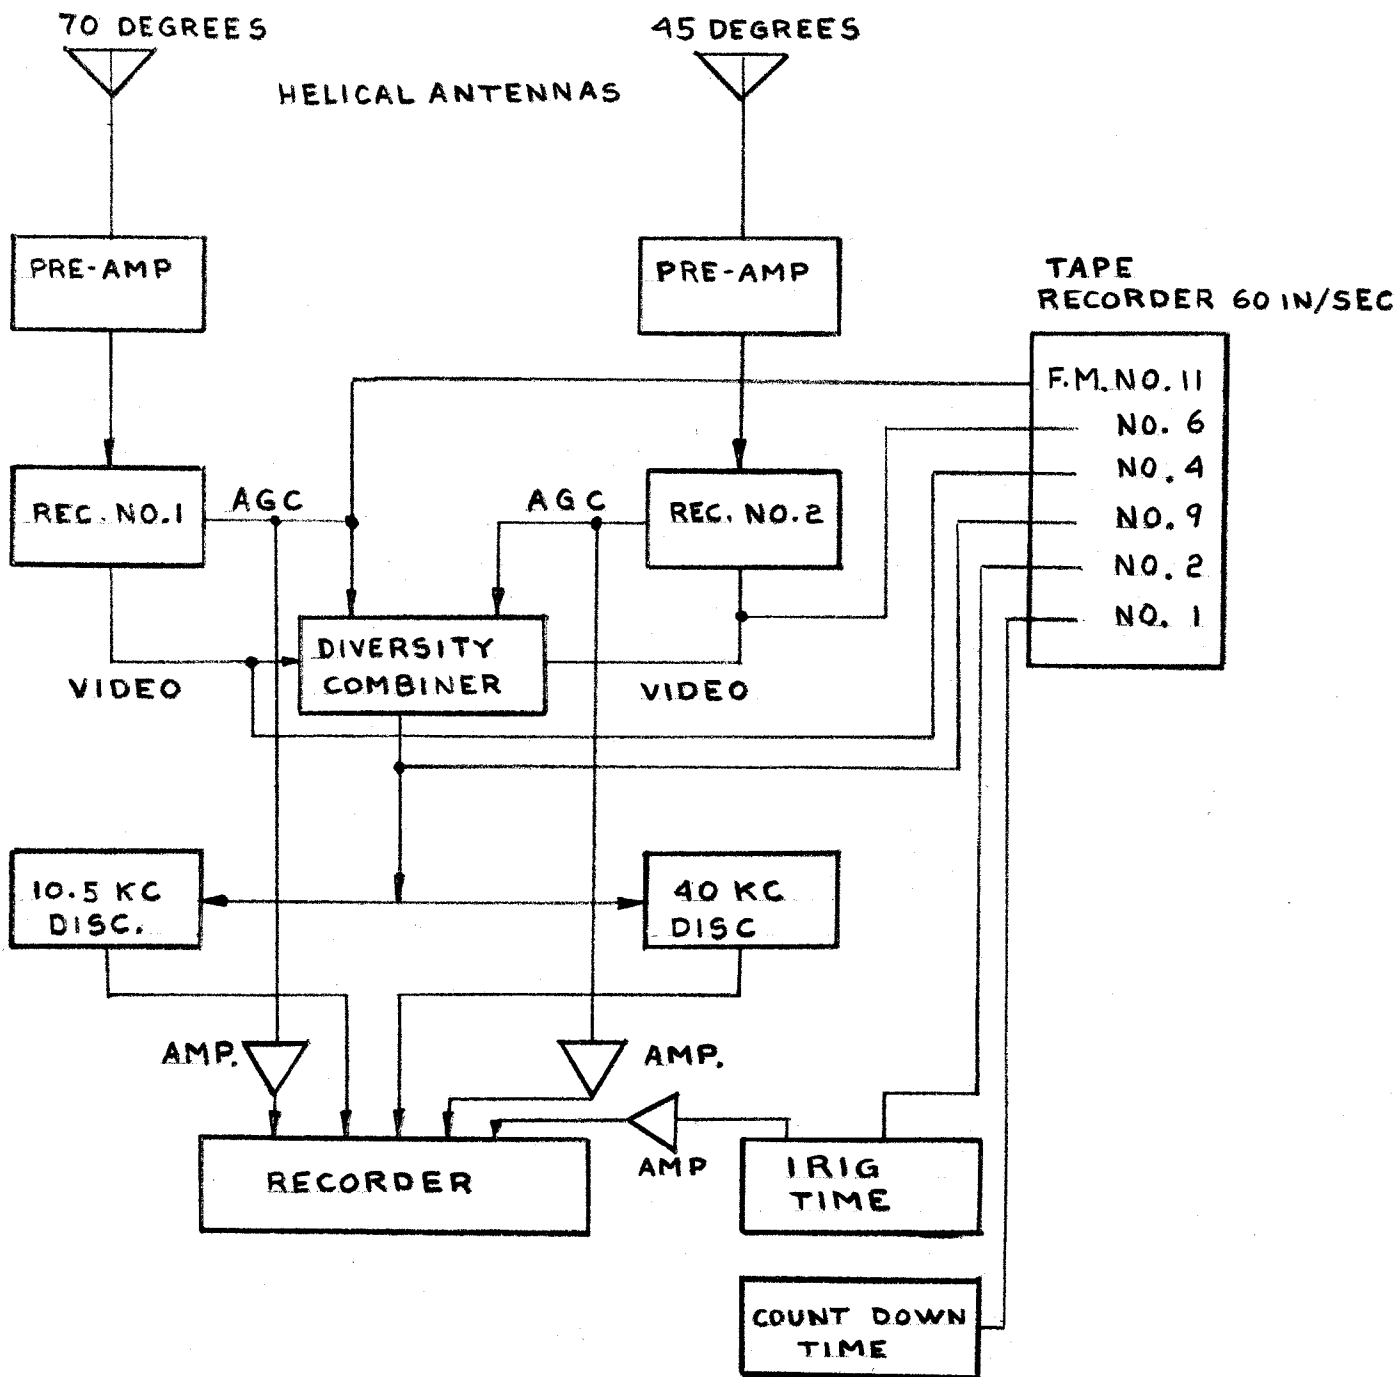 70 DEGREES
45 DEGREES
HELICAL ANTENNAS
PRE-AMP
PRE-AMP
TAPE
RECORDER 60 IN/SEC
F.M. NO. 11
NO. 6
NO. 4
NO. 9
NO. 2
NO. 1
REC. NO. 1
AGC
AGC
REC. NO. 2
DIVERSITY
COMBINER
VIDEO
VIDEO
10.5 KC
DISC.
40 KC
DISC
AMP.
AMP.
AMP
RECORDER
IRIG
TIME
COUNT DOWN
TIME